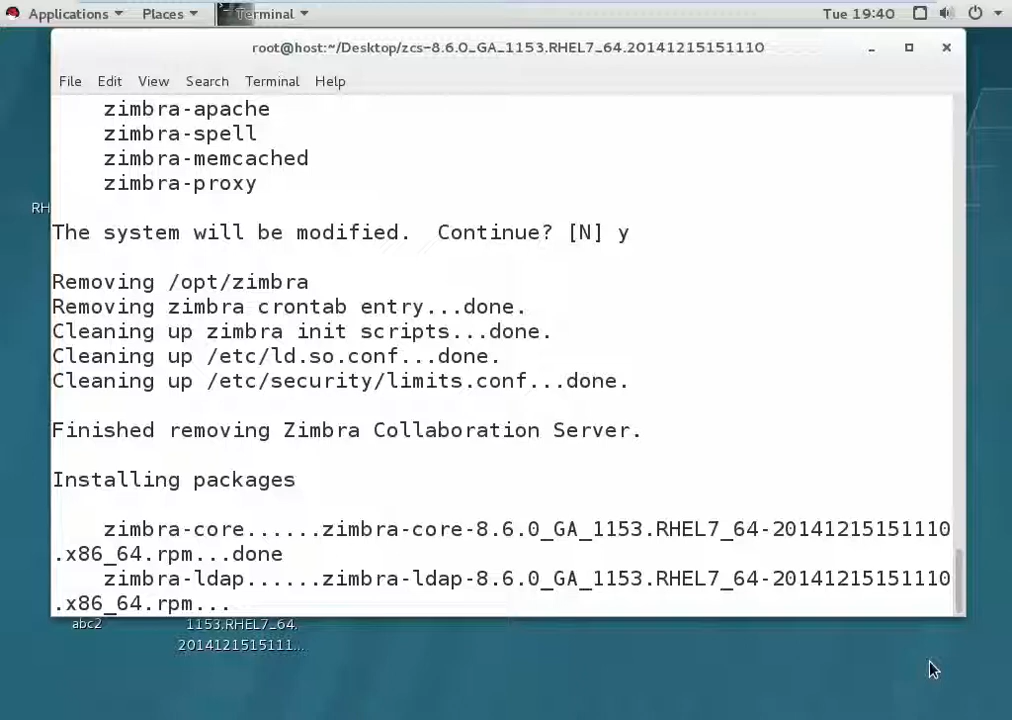 Applications Places Terminal Tue 19:40
root@host:~/Desktop/zcs-8.6.0_GA_1153.RHEL7_64.20141215151110
File Edit View Search Terminal Help
zimbra-apache
zimbra-spell
zimbra-memcached
zimbra-proxy
RH
The system will be modified.  Continue? [N] y
Removing /opt/zimbra
Removing zimbra crontab entry...done.
Cleaning up zimbra init scripts...done.
Cleaning up /etc/ld.so.conf...done.
Cleaning up /etc/security/limits.conf...done.
Finished removing Zimbra Collaboration Server.
Installing packages
zimbra-core......zimbra-core-8.6.0_GA_1153.RHEL7_64-20141215151110
.x86_64.rpm...done
zimbra-ldap......zimbra-ldap-8.6.0_GA_1153.RHEL7_64-20141215151110
.x86_64.rpm...
abc2 1153.RHEL7_64.
2014121515111...